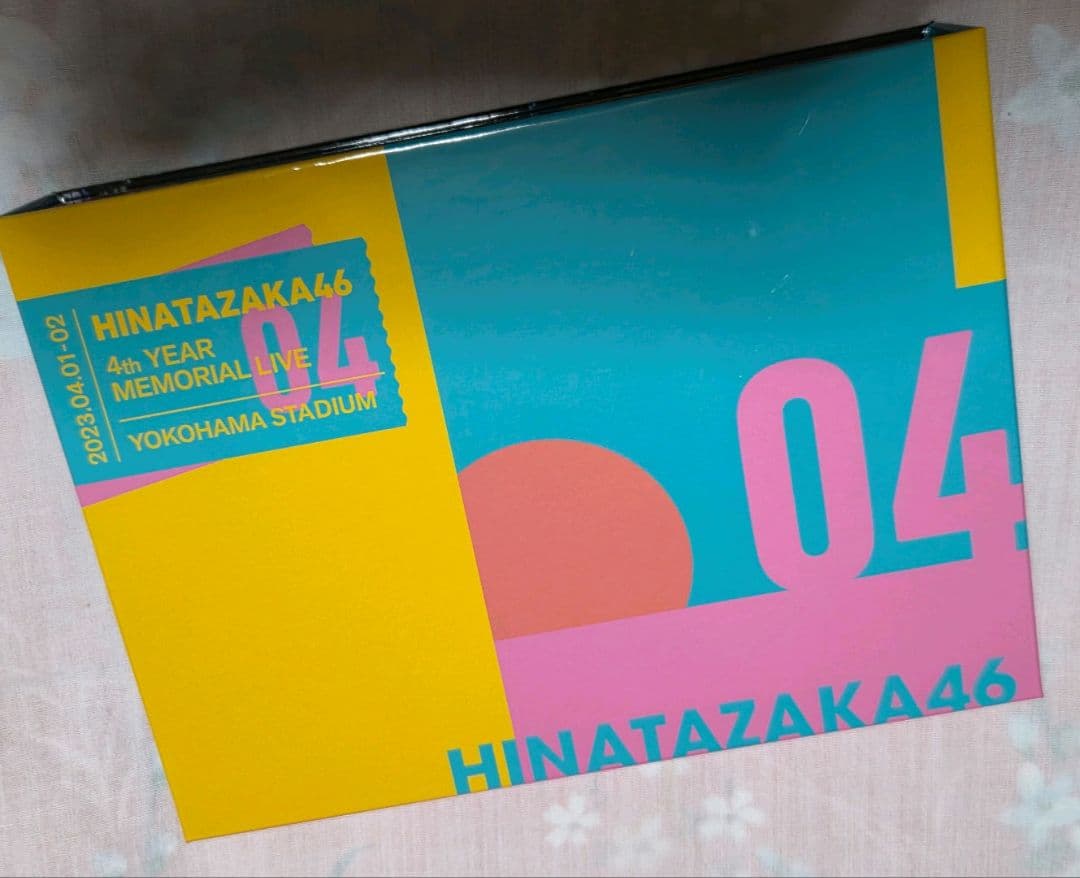 2023.04.01-02
HINATAZAKA46
04
4th YEAR
MEMORIAL LIVE
YOKOHAMA STADIUM
04
HINATAZAKA46